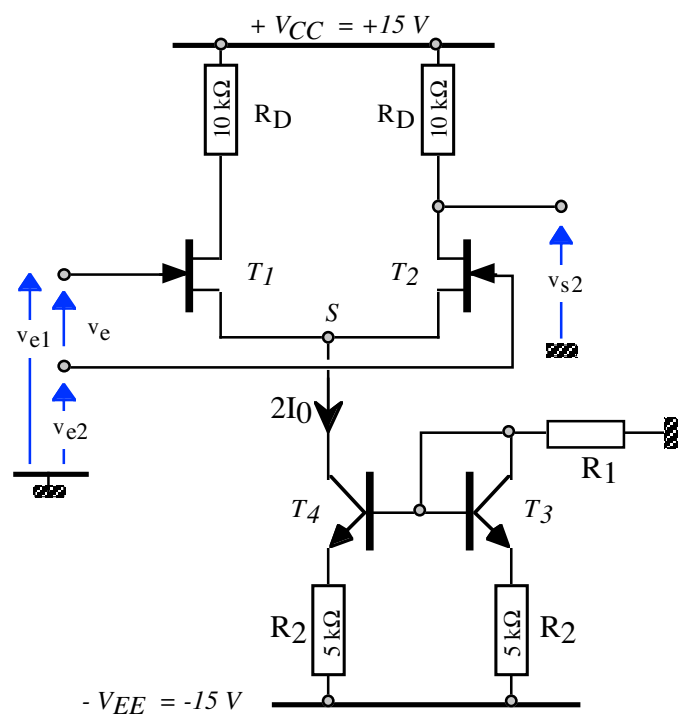 + VCC = +15 V
10 kΩ
RD
RD
10 kΩ
T1
T2
vs2
ve1
ve
S
ve2
2I0
R1
T4
T3
R2
5 kΩ
5 kΩ
R2
- VEE = -15 V